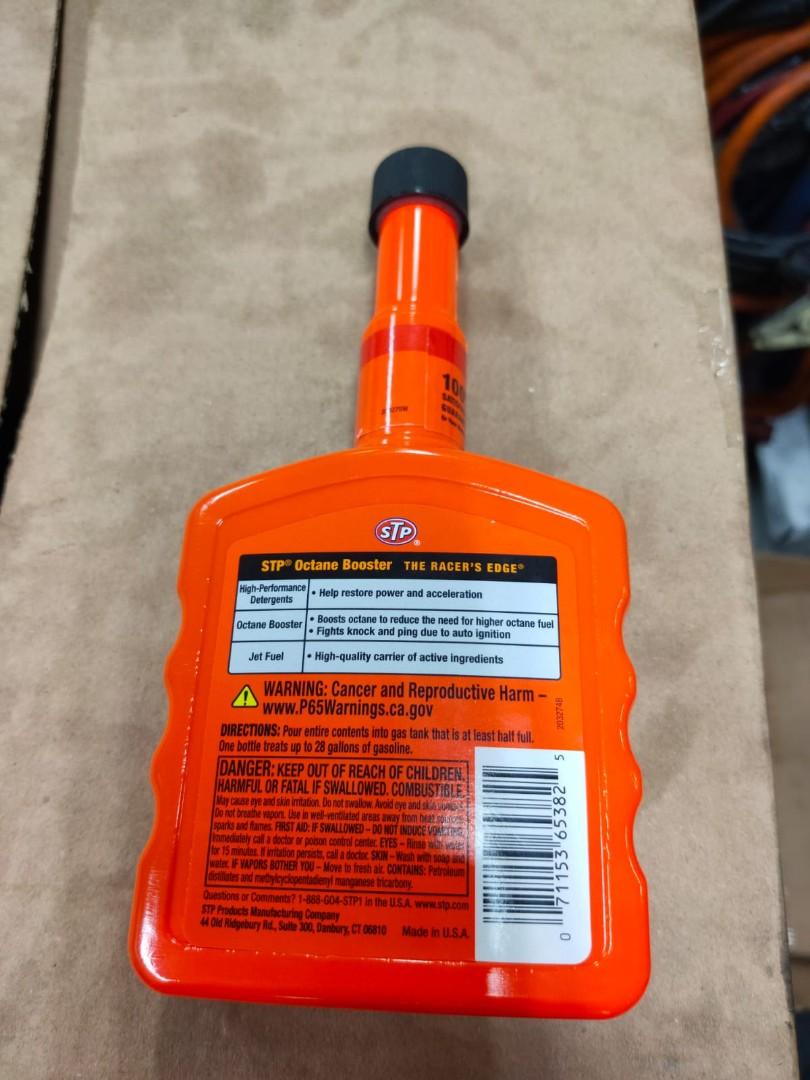 100
203279B
STP®
STP® Octane Booster THE RACER'S EDGE®
High-Performance Detergents • Help restore power and acceleration
Octane Booster • Boosts octane to reduce the need for higher octane fuel
• Fights knock and ping due to auto ignition
Jet Fuel • High-quality carrier of active ingredients
WARNING: Cancer and Reproductive Harm –
www.P65Warnings.ca.gov
203274B
DIRECTIONS: Pour entire contents into gas tank that is at least half full.
One bottle treats up to 28 gallons of gasoline.
DANGER: KEEP OUT OF REACH OF CHILDREN.
HARMFUL OR FATAL IF SWALLOWED. COMBUSTIBLE.
May cause eye and skin irritation. Do not swallow. Avoid eye and skin contact.
Do not breathe vapors. Use in well-ventilated areas away from heat, sources,
sparks and flames. FIRST AID: IF SWALLOWED – DO NOT INDUCE VOMITING.
Immediately call a doctor or poison control center. EYES – Rinse with water
for 15 minutes. If irritation persists, call a doctor. SKIN – Wash with soap and
water. IF VAPORS BOTHER YOU – Move to fresh air. CONTAINS: Petroleum
distillates and methylcyclopentadienyl manganese tricarbony.
Questions or Comments? 1-888-GO4-STP1 in the U.S.A. www.stp.com
STP Products Manufacturing Company
44 Old Ridgebury Rd., Suite 300, Danbury, CT 06810 Made in U.S.A.
0 71153 65382 5